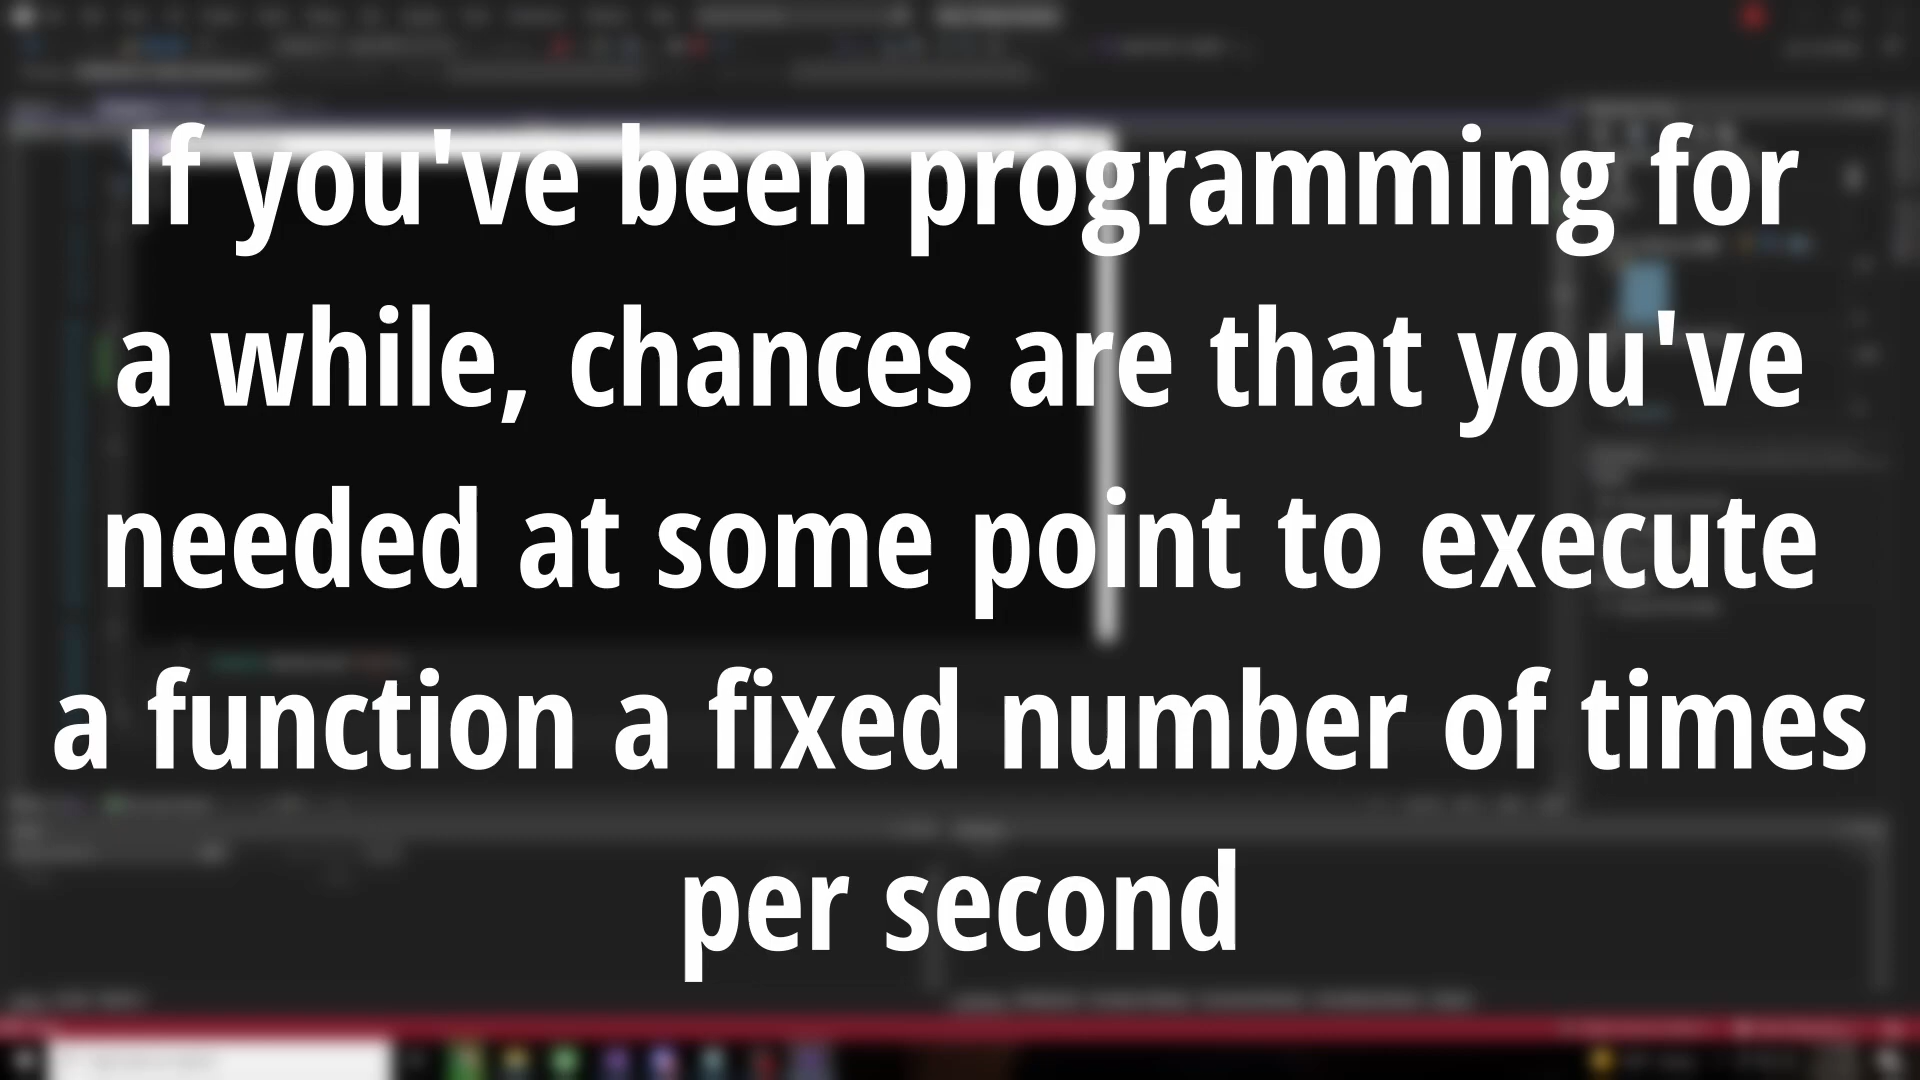 If you've been programming for
a while, chances are that you've
needed at some point to execute
a function a fixed number of times
per second